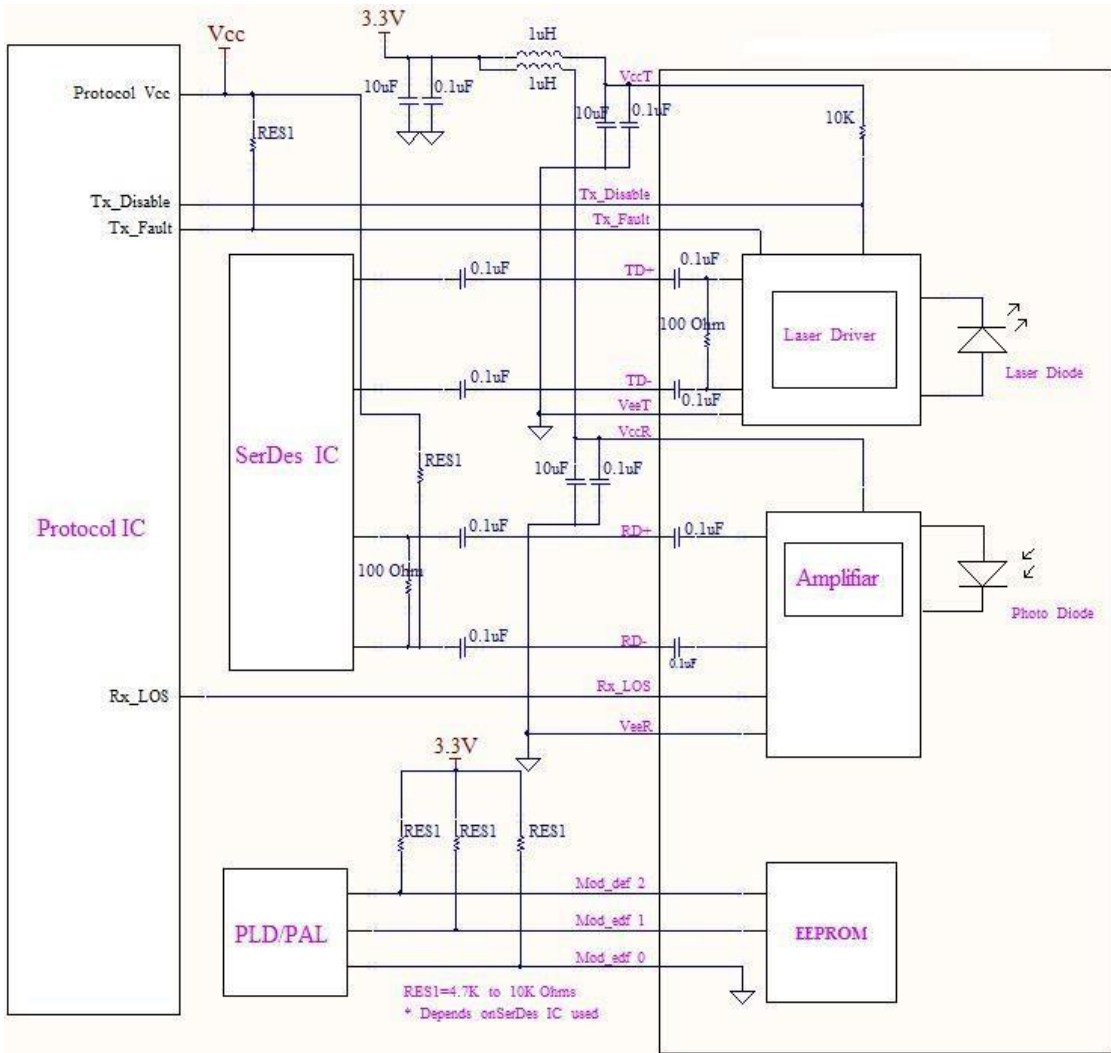 3.3V
1uH
Vcc
1uH
VccT
Protocol Vcc
10uF
0.1uF
10uF
0.1uF
10K
RES1
Tx_Disable
Tx_Disable
Tx_Fault
Tx_Fault
0.1uF
TD+
0.1uF
100 Ohm
Laser Driver
Laser Diode
0.1uF
TD-
0.1uF
VeeT
VccR
SerDes IC
RES1
10uF
0.1uF
Protocol IC
0.1uF
RD+
0.1uF
100 Ohm
Amplifiar
Photo Diode
0.1uF
RD-
0.1uF
Rx_LOS
Rx_LOS
VeeR
3.3V
RES1
RES1
RES1
Mod_def 2
PLD/PAL
Mod_edf 1
EEPROM
Mod_edf 0
RES1=4.7K to 10K Ohms
* Depends onSerDes IC used